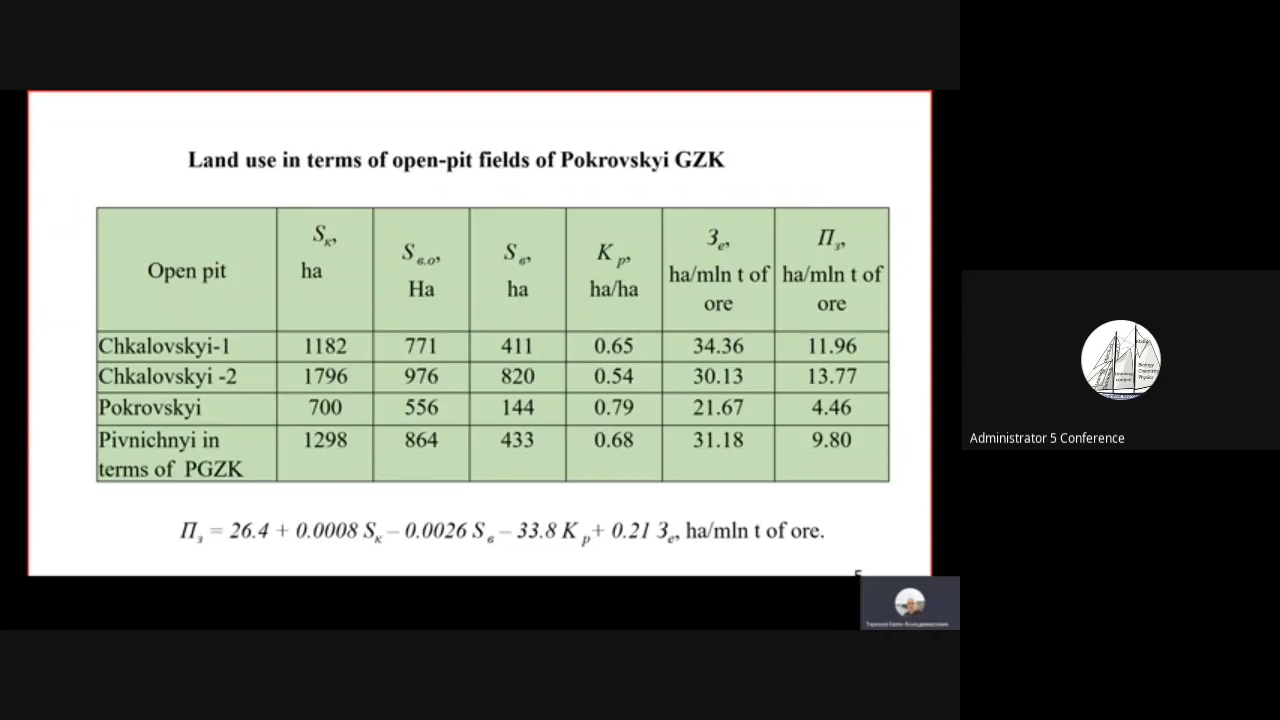 Land use in terms of open-pit fields of Pokrovskyi GZK
Open pit
Sк,
ha
Sв.о,
Ha
Sв,
ha
K р,
ha/ha
Зе,
ha/mln t of
ore
Пз,
ha/mln t of
ore
Chkalovskyi-1 1182 771 411 0.65 34.36 11.96
Chkalovskyi -2 1796 976 820 0.54 30.13 13.77
Pokrovskyi 700 556 144 0.79 21.67 4.46
Pivnichnyi in 1298 864 433 0.68 31.18 9.80
terms of PGZK
Пз = 26.4 + 0.0008 Sк – 0.0026 Sв – 33.8 K р + 0.21 Зе, ha/mln t of ore.
Administrator 5 Conference